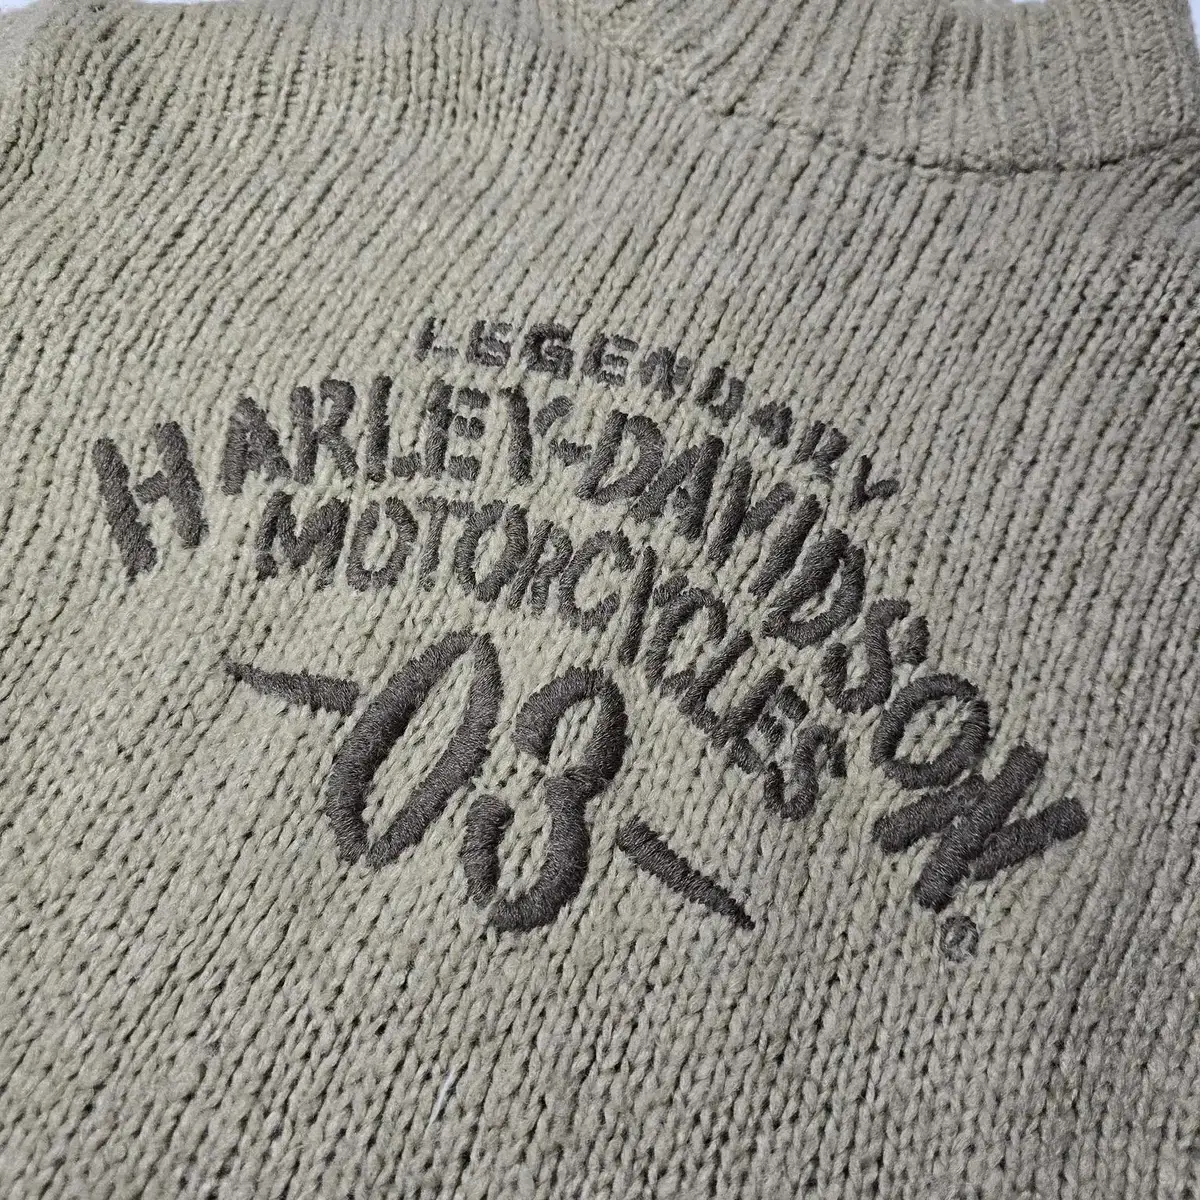 LEGENDARY
HARLEY-DAVIDSON
MOTORCYCLES
-03-